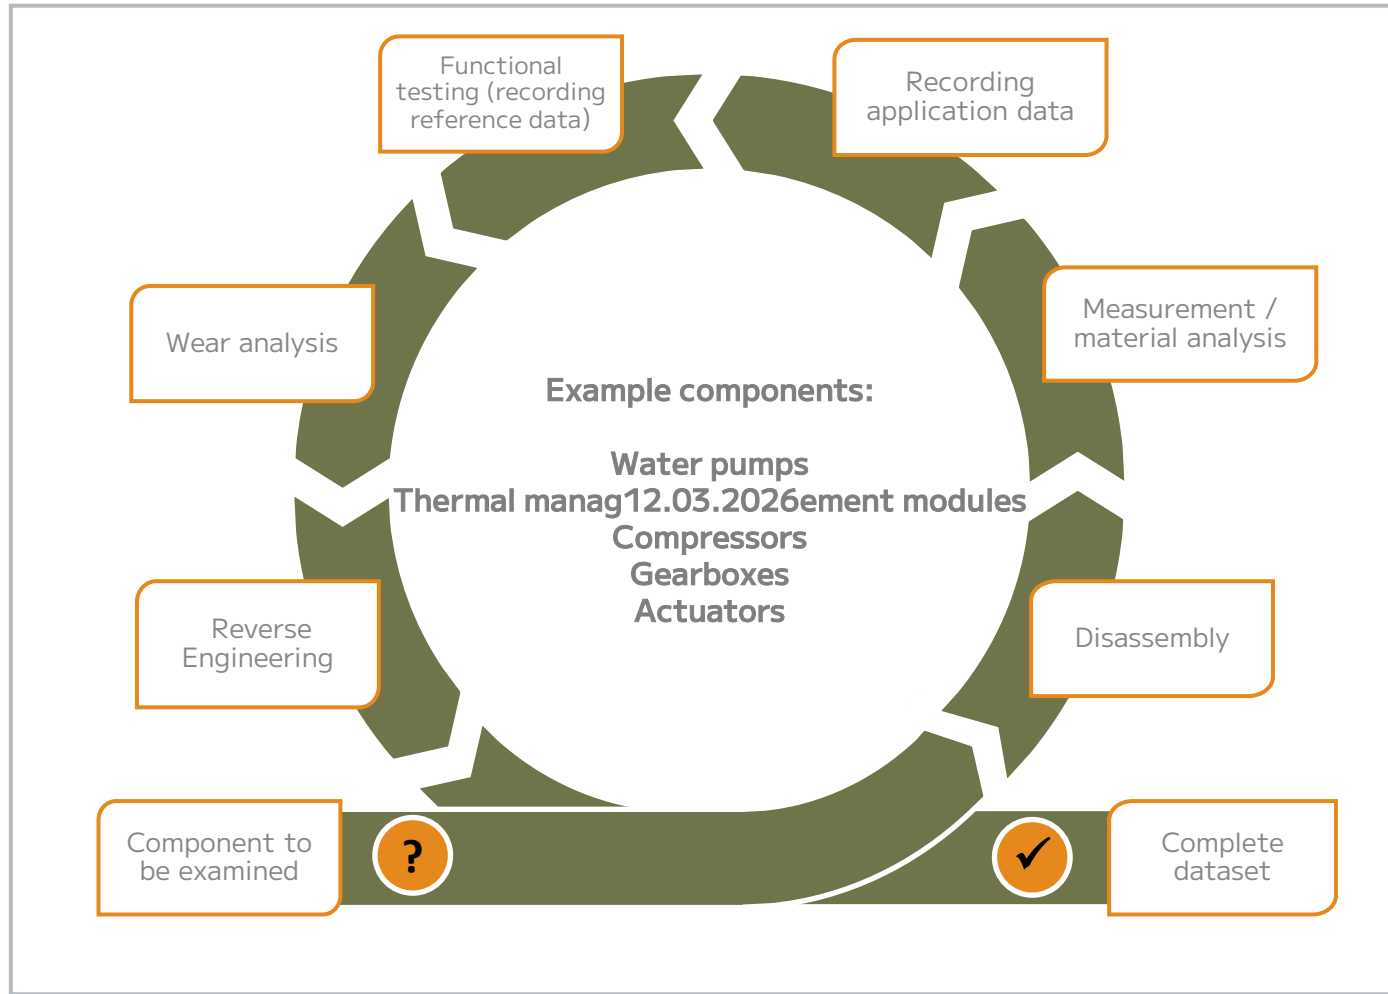 Functional
testing (recording
reference data)
Recording
application data
Wear analysis
Measurement /
material analysis
Example components:
Water pumps
Thermal manag12.03.2026ement modules
Compressors
Gearboxes
Actuators
Reverse
Engineering
Disassembly
Component to
be examined
?
Complete
dataset